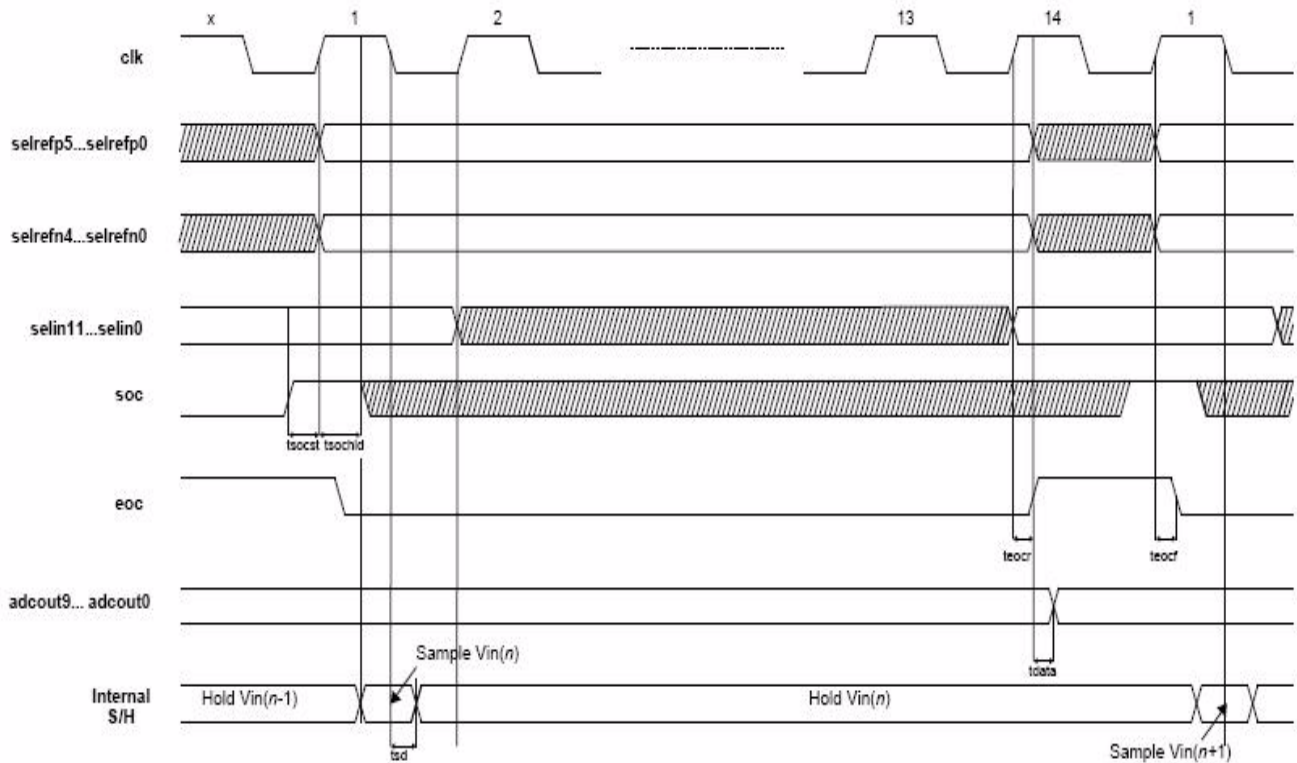 x 1 2 13 14 1
clk
selrefp5...selrefp0
selrefn4...selrefn0
selin11...selin0
soc
tsocst tsochld
eoc
teocr teocf
adcout9... adcout0
tdata
Sample Vin(n)
Internal
S/H
Hold Vin(n-1) Hold Vin(n)
tsd
Sample Vin(n+1)